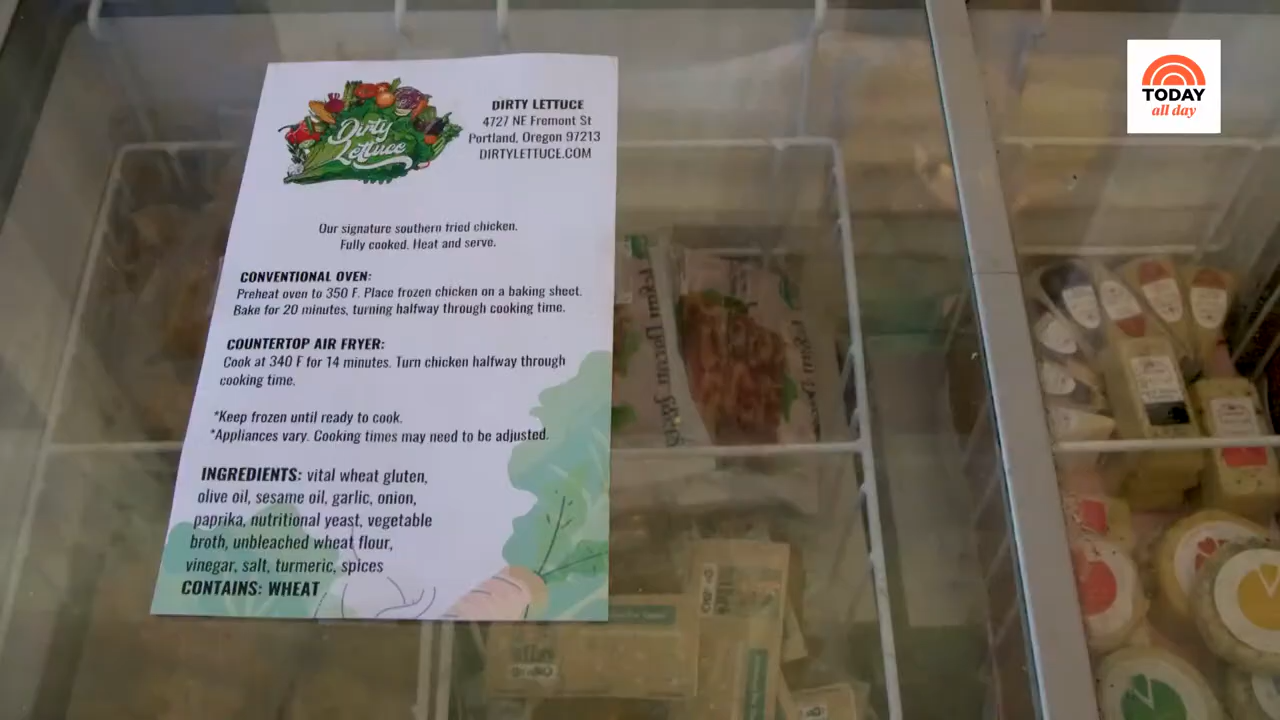 TODAY
all day
Dirty
Lettuce
DIRTY LETTUCE
4727 NE Fremont St
Portland, Oregon 97213
DIRTYLETTUCE.COM
Our signature southern fried chicken.
Fully cooked. Heat and serve.
CONVENTIONAL OVEN:
Preheat oven to 350 F. Place frozen chicken on a baking sheet.
Bake for 20 minutes, turning halfway through cooking time.
COUNTERTOP AIR FRYER:
Cook at 340 F for 14 minutes. Turn chicken halfway through
cooking time.
*Keep frozen until ready to cook.
*Appliances vary. Cooking times may need to be adjusted.
INGREDIENTS: vital wheat gluten,
olive oil, sesame oil, garlic, onion,
paprika, nutritional yeast, vegetable
broth, unbleached wheat flour,
vinegar, salt, turmeric, spices
CONTAINS: WHEAT